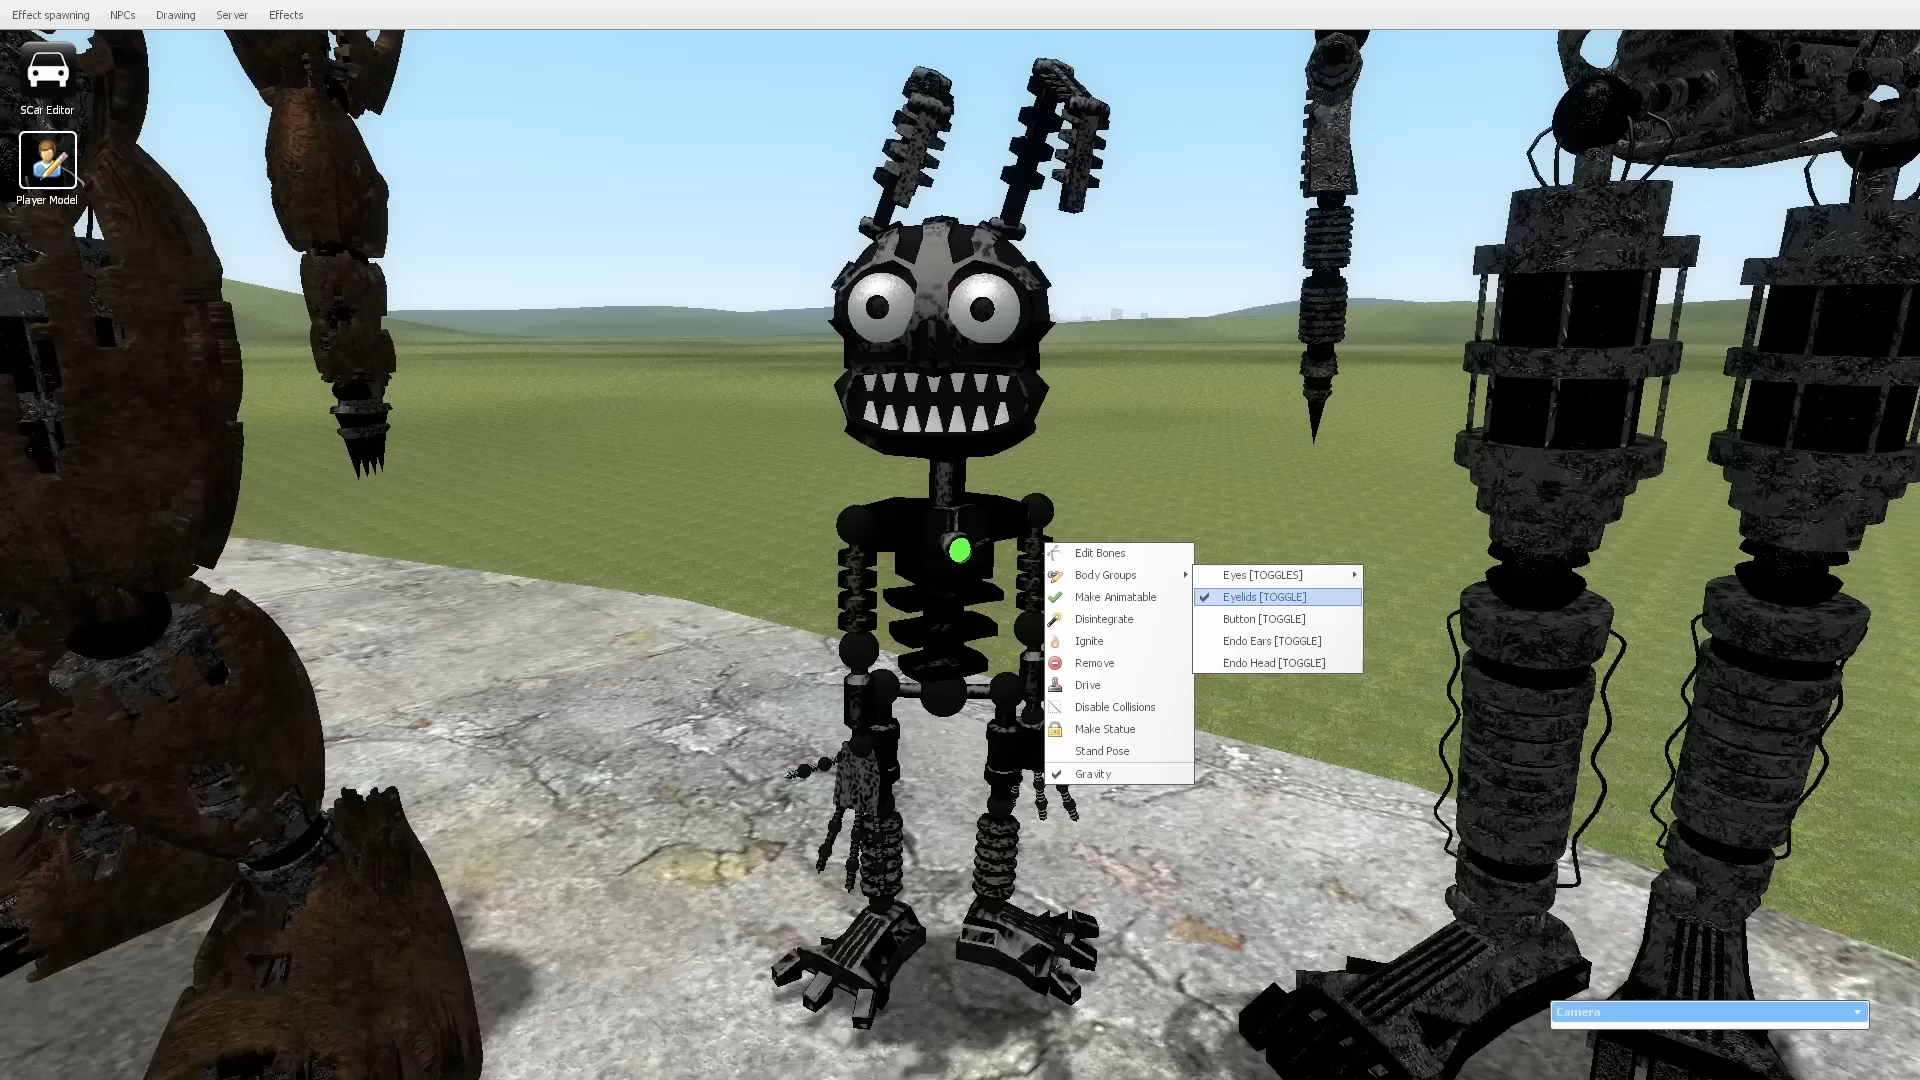 Effect spawning NPCs Drawing Server Effects
SCar Editor
Player Model
Edit Bones
Body Groups
Make Animatable
Disintegrate
Ignite
Remove
Drive
Disable Collisions
Make Statue
Stand Pose
Gravity
Eyes [TOGGLES]
Eyelids [TOGGLE]
Button [TOGGLE]
Endo Ears [TOGGLE]
Endo Head [TOGGLE]
Camera